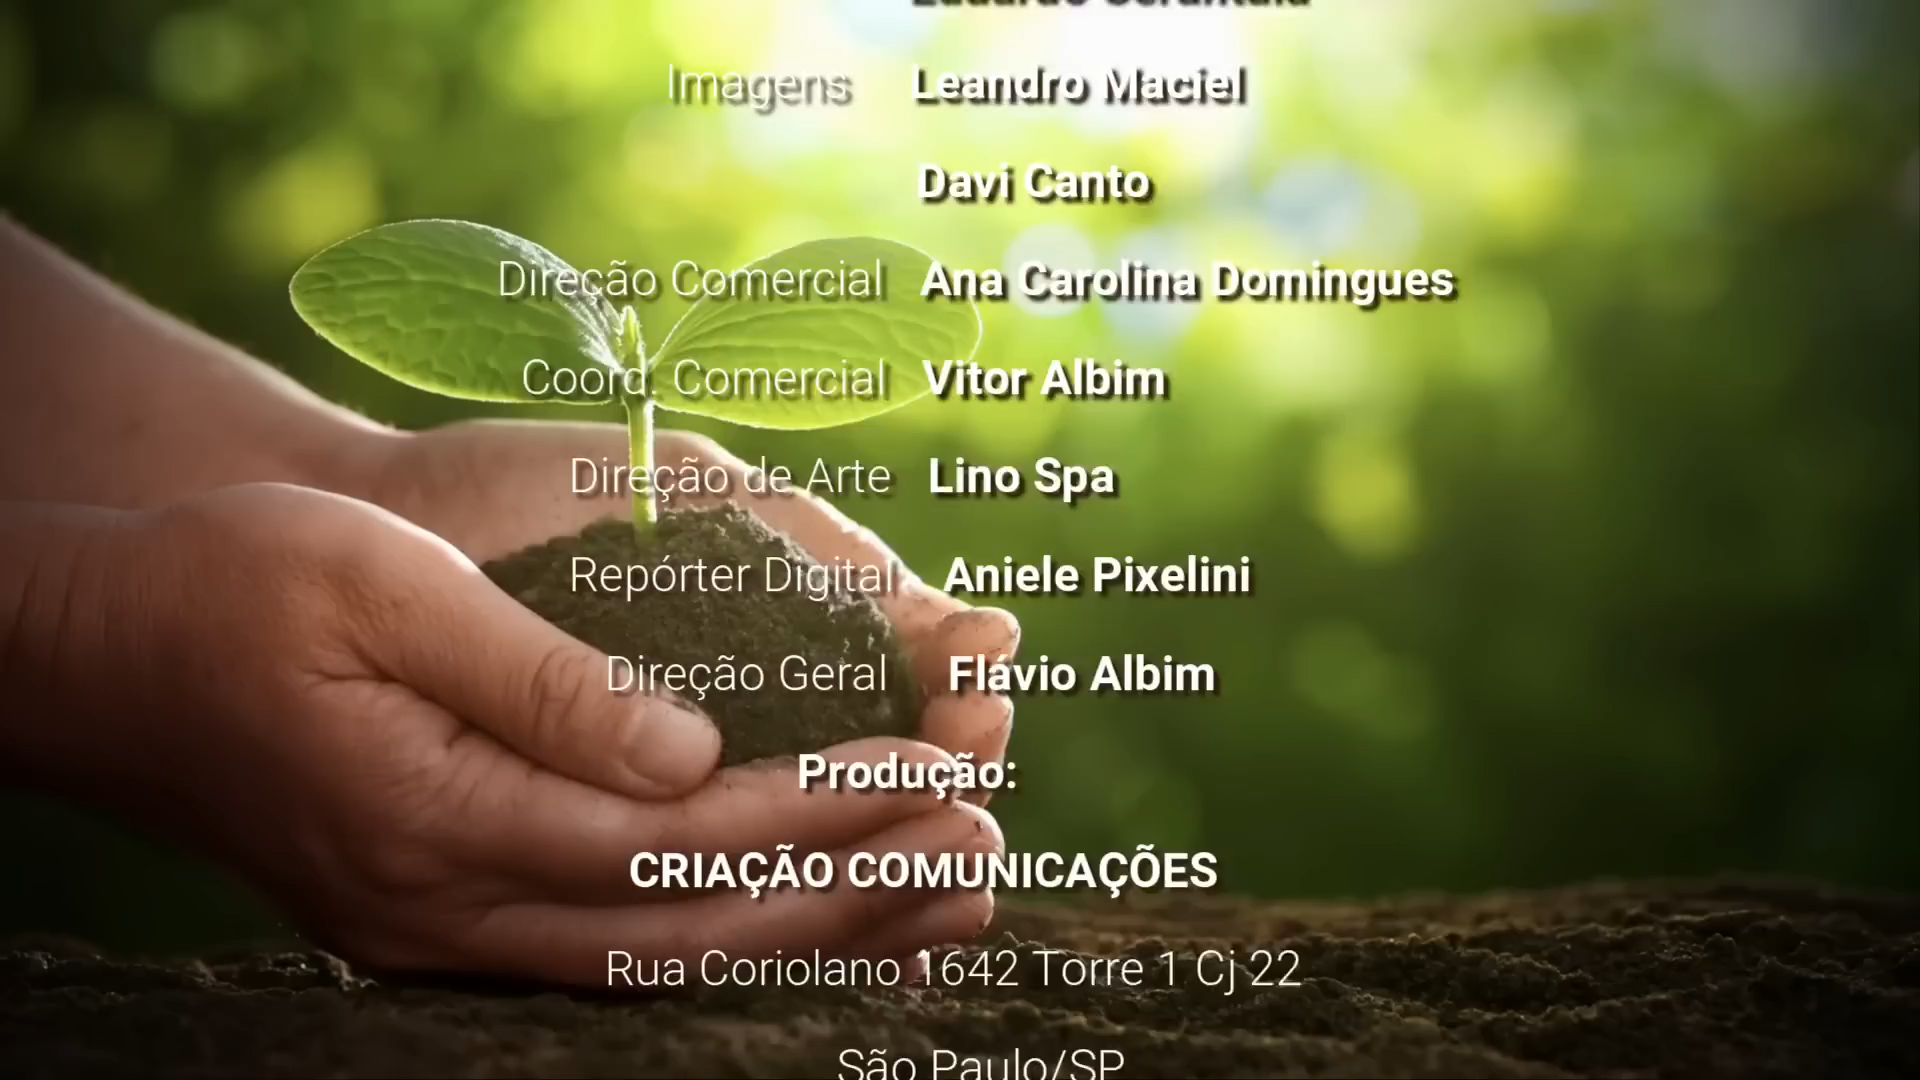 Imagens Leandro Maciel
Davi Canto
Direção Comercial Ana Carolina Domingues
Coord. Comercial Vitor Albim
Direção de Arte Lino Spa
Repórter Digital Aniele Pixelini
Direção Geral Flávio Albim
Produção:
CRIAÇÃO COMUNICAÇÕES
Rua Coriolano 1642 Torre 1 Cj 22
São Paulo/SP